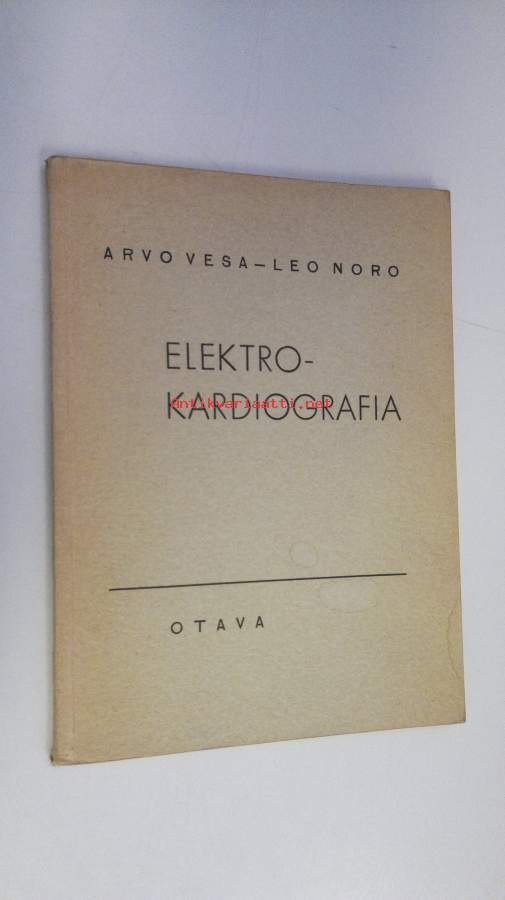 ARVO VESA – LEO NORO
ELEKTRO-
KARDIOGRAFIA
antikvariaatti.net
OTAVA